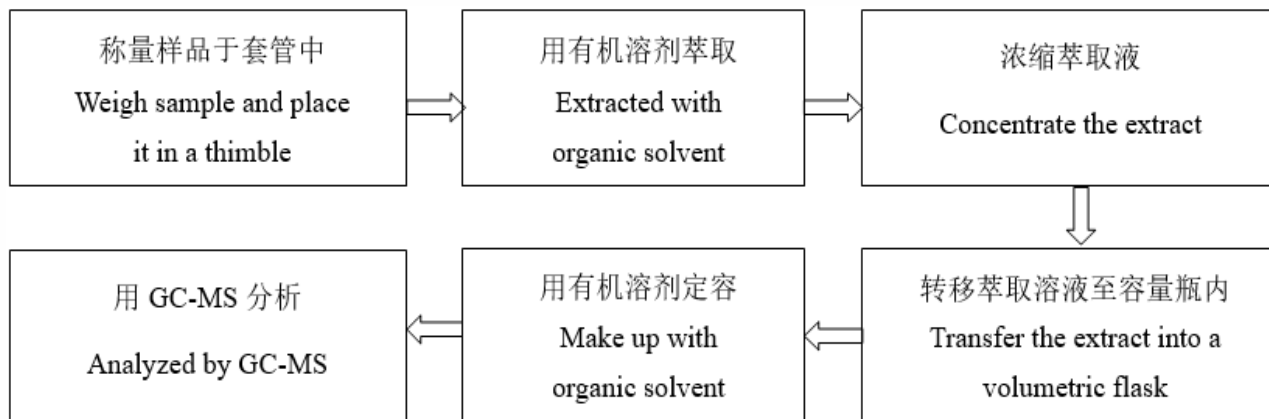 称量样品于套管中
Weigh sample and place
it in a thimble
用有机溶剂萃取
Extracted with
organic solvent
浓缩萃取液
Concentrate the extract
转移萃取溶液至容量瓶内
Transfer the extract into a
volumetric flask
用有机溶剂定容
Make up with
organic solvent
用 GC-MS 分析
Analyzed by GC-MS